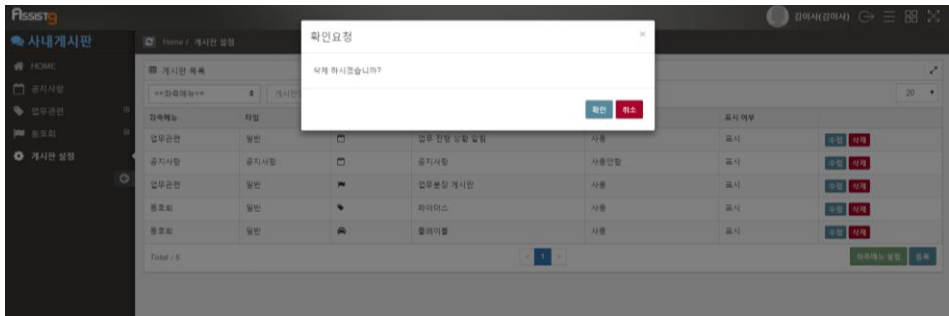 Assist9
김이사(김이사)
사내게시판
Home / 게시판 설정
확인요청
×
삭제 하시겠습니까?
확인 취소
HOME
공지사항
업무관련
동호회
게시판 설정
게시판 목록
==좌측메뉴== 20
좌측메뉴 타입 표시 여부
업무관련 일반 업무 진행 상황 알림 사용 표시 수정 삭제
공지사항 공지사항 공지사항 사용안함 표시 수정 삭제
업무관련 일반 업무분장 게시판 사용 표시 수정 삭제
동호회 일반 라이더스 사용 표시 수정 삭제
동호회 일반 플레이볼 사용 표시 수정 삭제
Total / 5 1 좌측메뉴 설정 등록